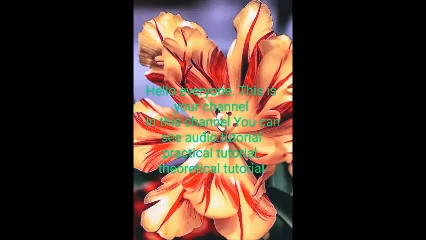 Hello everyone. This is
your channel
In this channel You can
see audio tutorial
practical tutorial
theoretical tutorial